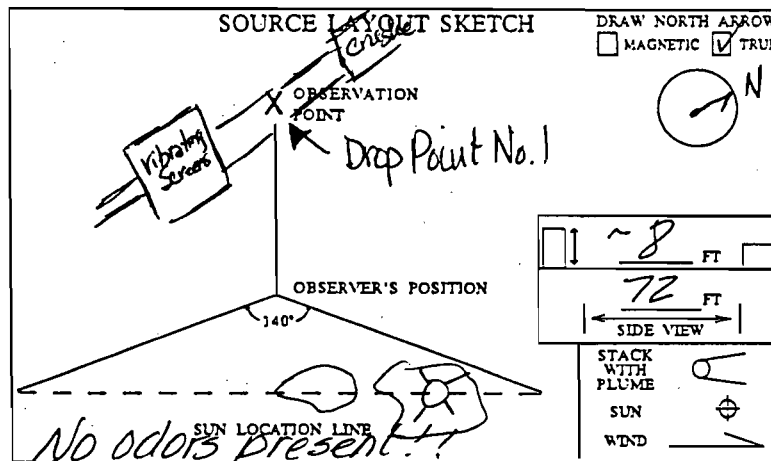 SOURCE LAYOUT SKETCH
DRAW NORTH ARROW
MAGNETIC TRUE
N
Crusher
OBSERVATION
POINT
Drop Point No. 1
vibrating
screens
~ 8 FT
OBSERVER'S POSITION
72 FT
140°
SIDE VIEW
STACK
WITH
PLUME
SUN
WIND
SUN LOCATION LINE
No odors present!!